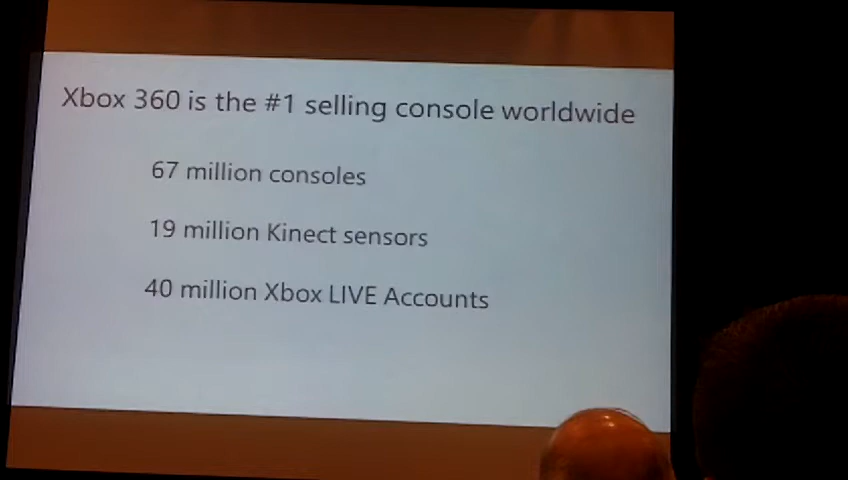 Xbox 360 is the #1 selling console worldwide
67 million consoles
19 million Kinect sensors
40 million Xbox LIVE Accounts